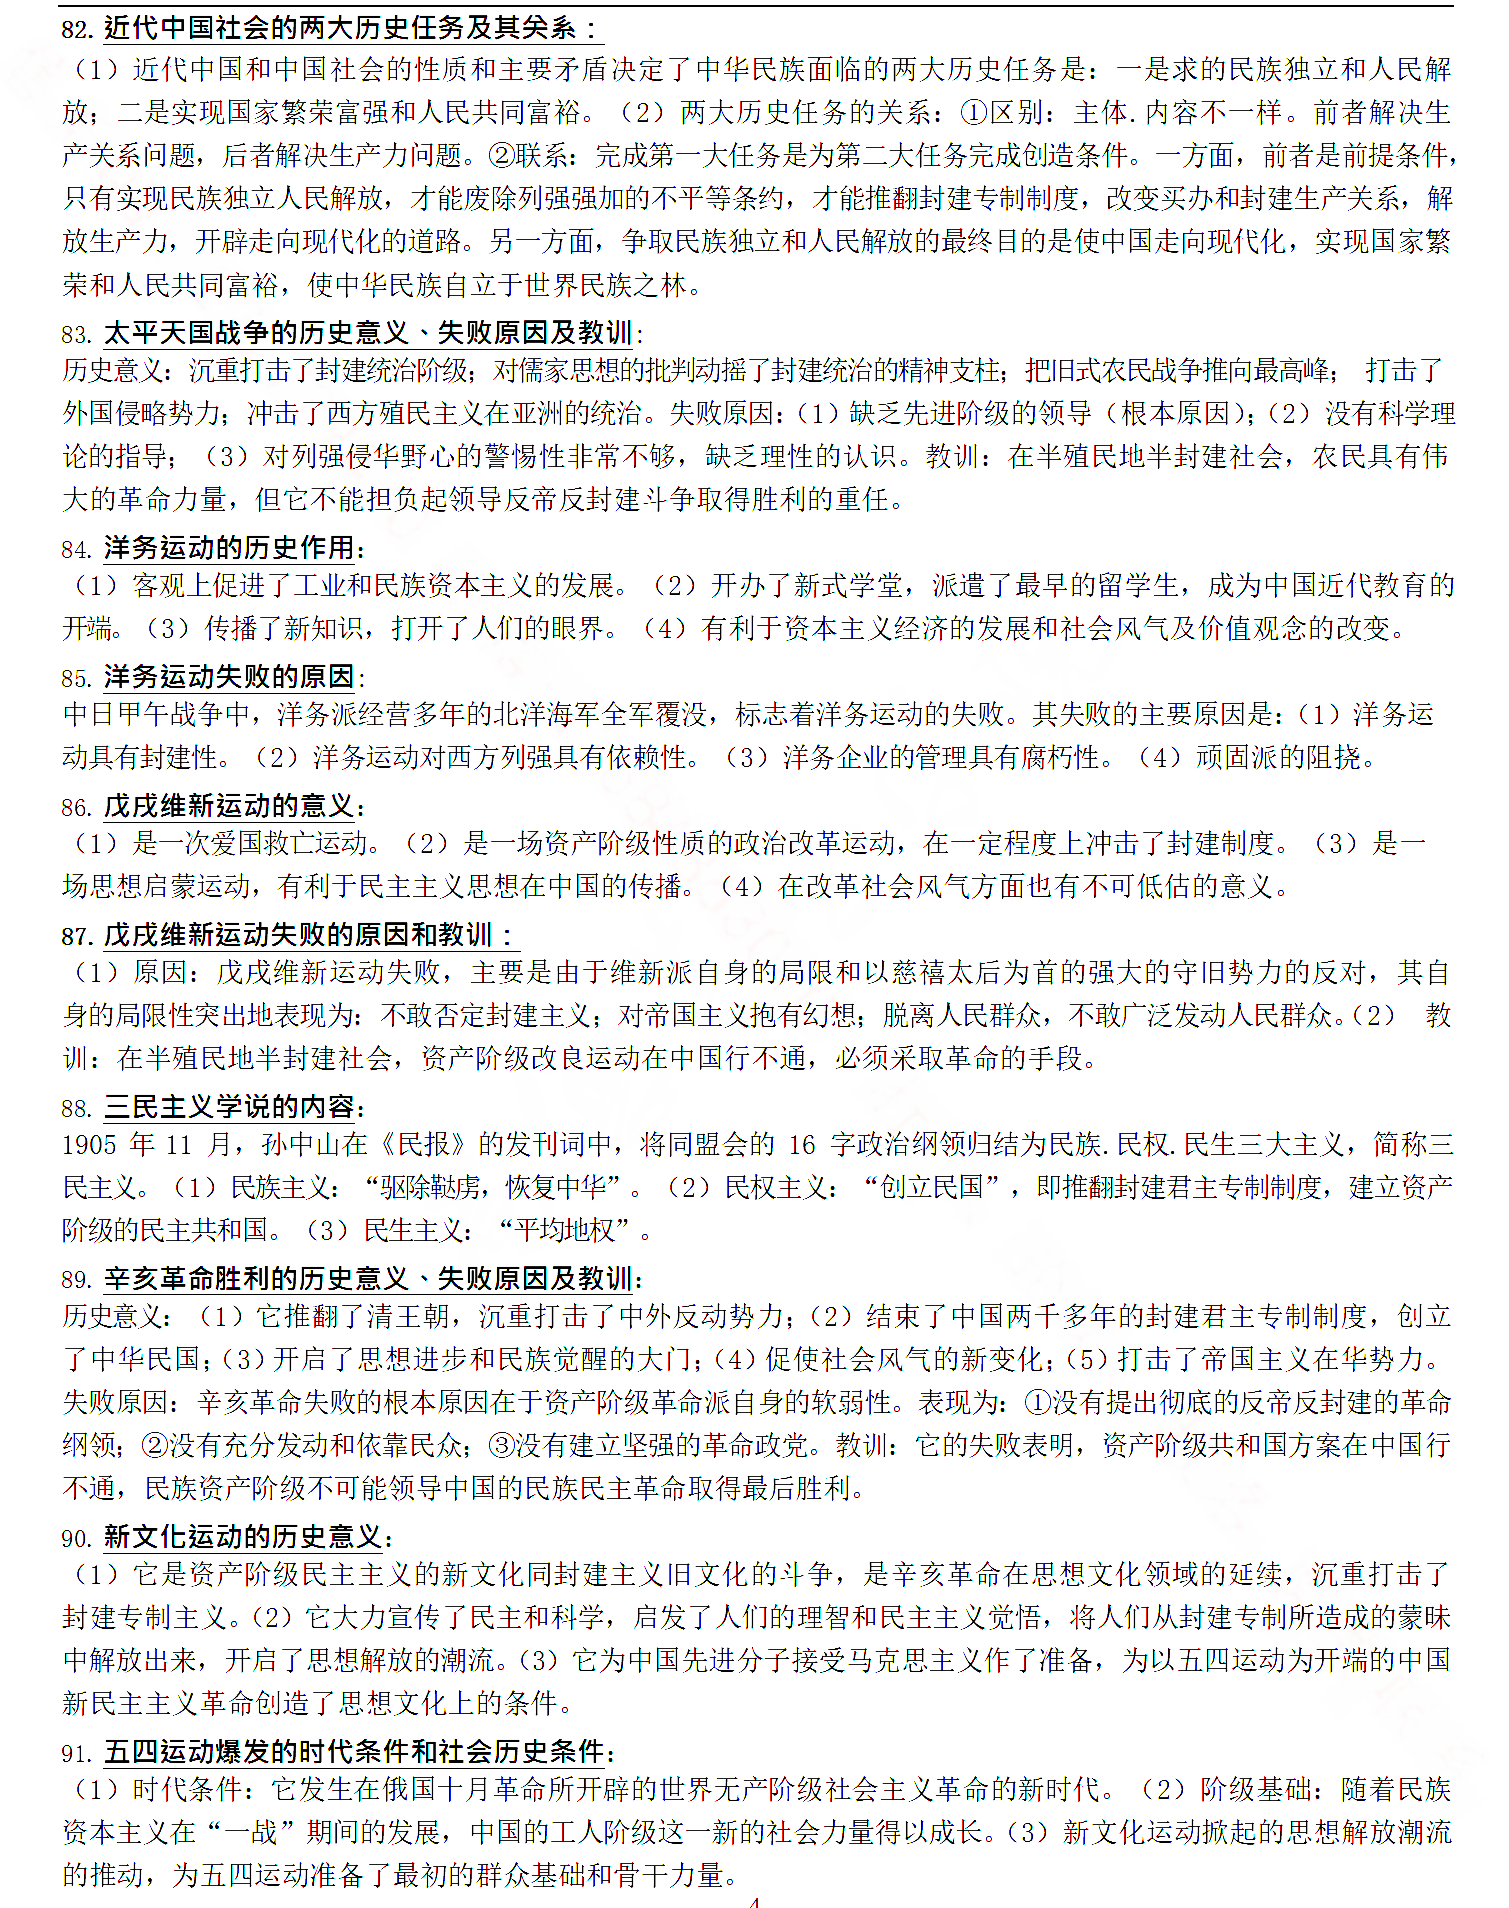 82. 近代中国社会的两大历史任务及其关系：
（1）近代中国和中国社会的性质和主要矛盾决定了中华民族面临的两大历史任务是：一是求的民族独立和人民解
放；二是实现国家繁荣富强和人民共同富裕。（2）两大历史任务的关系：①区别：主体.内容不一样。前者解决生
产关系问题，后者解决生产力问题。②联系：完成第一大任务是为第二大任务完成创造条件。一方面，前者是前提条件，
只有实现民族独立人民解放，才能废除列强强加的不平等条约，才能推翻封建专制制度，改变买办和封建生产关系，解
放生产力，开辟走向现代化的道路。另一方面，争取民族独立和人民解放的最终目的是使中国走向现代化，实现国家繁
荣和人民共同富裕，使中华民族自立于世界民族之林。
83. 太平天国战争的历史意义、失败原因及教训：
历史意义：沉重打击了封建统治阶级；对儒家思想的批判动摇了封建统治的精神支柱；把旧式农民战争推向最高峰； 打击了
外国侵略势力；冲击了西方殖民主义在亚洲的统治。失败原因：（1）缺乏先进阶级的领导（根本原因）；（2）没有科学理
论的指导；（3）对列强侵华野心的警惕性非常不够，缺乏理性的认识。教训：在半殖民地半封建社会，农民具有伟
大的革命力量，但它不能担负起领导反帝反封建斗争取得胜利的重任。
84. 洋务运动的历史作用：
（1）客观上促进了工业和民族资本主义的发展。（2）开办了新式学堂，派遣了最早的留学生，成为中国近代教育的
开端。（3）传播了新知识，打开了人们的眼界。（4）有利于资本主义经济的发展和社会风气及价值观念的改变。
85. 洋务运动失败的原因：
中日甲午战争中，洋务派经营多年的北洋海军全军覆没，标志着洋务运动的失败。其失败的主要原因是：（1）洋务运
动具有封建性。（2）洋务运动对西方列强具有依赖性。（3）洋务企业的管理具有腐朽性。（4）顽固派的阻挠。
86. 戊戌维新运动的意义：
（1）是一次爱国救亡运动。（2）是一场资产阶级性质的政治改革运动，在一定程度上冲击了封建制度。（3）是一
场思想启蒙运动，有利于民主主义思想在中国的传播。（4）在改革社会风气方面也有不可低估的意义。
87. 戊戌维新运动失败的原因和教训：
（1）原因：戊戌维新运动失败，主要是由于维新派自身的局限和以慈禧太后为首的强大的守旧势力的反对，其自
身的局限性突出地表现为：不敢否定封建主义；对帝国主义抱有幻想；脱离人民群众，不敢广泛发动人民群众。（2） 教
训：在半殖民地半封建社会，资产阶级改良运动在中国行不通，必须采取革命的手段。
88. 三民主义学说的内容：
1905 年 11 月，孙中山在《民报》的发刊词中，将同盟会的 16 字政治纲领归结为民族.民权.民生三大主义，简称三
民主义。（1）民族主义：“驱除鞑虏，恢复中华”。（2）民权主义：“创立民国”，即推翻封建君主专制制度，建立资产
阶级的民主共和国。（3）民生主义：“平均地权”。
89. 辛亥革命胜利的历史意义、失败原因及教训：
历史意义：（1）它推翻了清王朝，沉重打击了中外反动势力；（2）结束了中国两千多年的封建君主专制制度，创立
了中华民国；（3）开启了思想进步和民族觉醒的大门；（4）促使社会风气的新变化；（5）打击了帝国主义在华势力。
失败原因：辛亥革命失败的根本原因在于资产阶级革命派自身的软弱性。表现为：①没有提出彻底的反帝反封建的革命
纲领；②没有充分发动和依靠民众；③没有建立坚强的革命政党。教训：它的失败表明，资产阶级共和国方案在中国行
不通，民族资产阶级不可能领导中国的民族民主革命取得最后胜利。
90. 新文化运动的历史意义：
（1）它是资产阶级民主主义的新文化同封建主义旧文化的斗争，是辛亥革命在思想文化领域的延续，沉重打击了
封建专制主义。（2）它大力宣传了民主和科学，启发了人们的理智和民主主义觉悟，将人们从封建专制所造成的蒙昧
中解放出来，开启了思想解放的潮流。（3）它为中国先进分子接受马克思主义作了准备，为以五四运动为开端的中国
新民主主义革命创造了思想文化上的条件。
91. 五四运动爆发的时代条件和社会历史条件：
（1）时代条件：它发生在俄国十月革命所开辟的世界无产阶级社会主义革命的新时代。（2）阶级基础：随着民族
资本主义在“一战”期间的发展，中国的工人阶级这一新的社会力量得以成长。（3）新文化运动掀起的思想解放潮流
的推动，为五四运动准备了最初的群众基础和骨干力量。
4